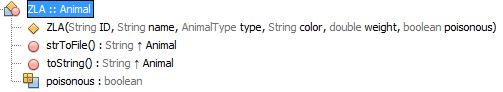 ZLA :: Animal
ZLA(String ID, String name, AnimalType type, String color, double weight, boolean poisonous)
strToFile() : String ↑ Animal
toString() : String ↑ Animal
poisonous : boolean